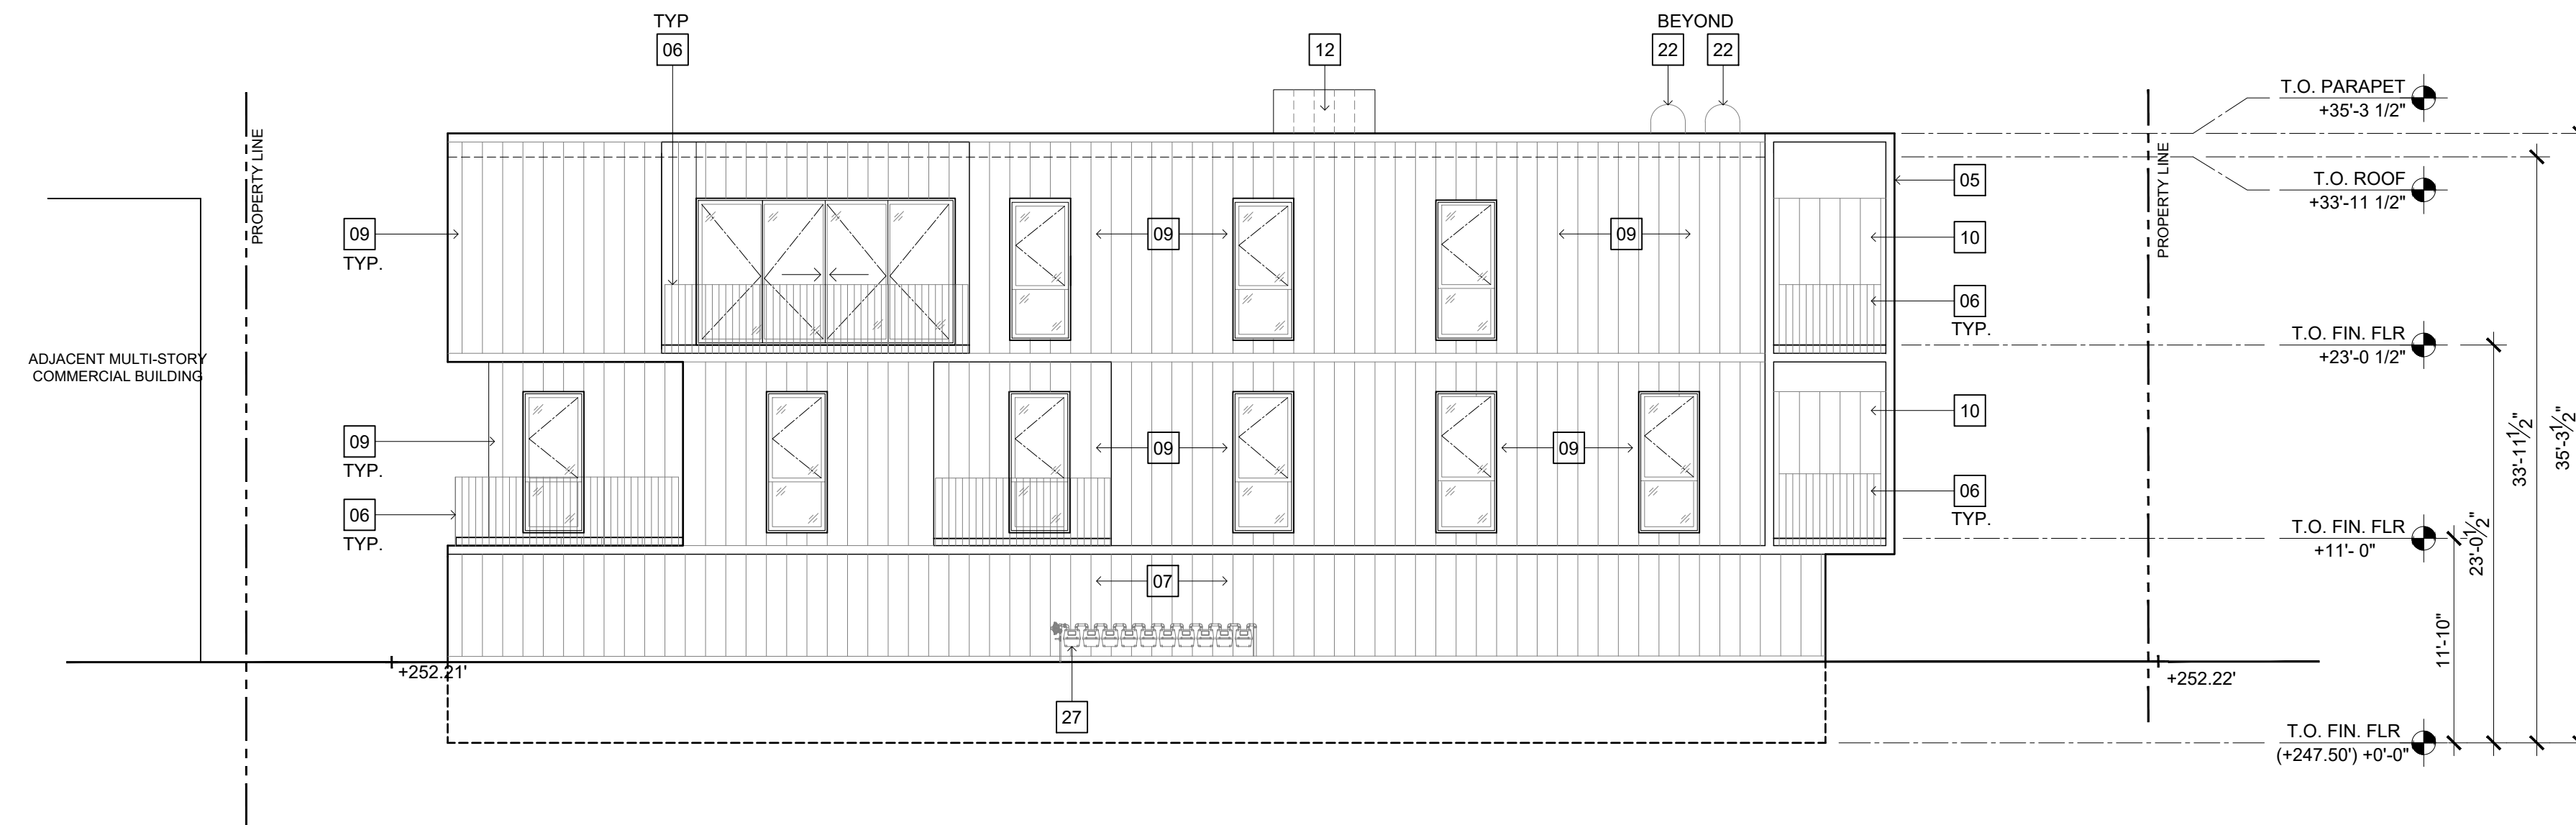 TYP
06
12
BEYOND
22 22
T.O. PARAPET
+35'-3 1/2"
PROPERTY LINE
PROPERTY LINE
05
T.O. ROOF
+33'-11 1/2"
09
TYP.
09
09
10
06
TYP.
T.O. FIN. FLR
+23'-0 1/2"
ADJACENT MULTI-STORY
COMMERCIAL BUILDING
10
33'-11½"
35'-3½"
09
TYP.
09
09
06
TYP.
06
TYP.
T.O. FIN. FLR
+11'- 0"
23'-0½"
07
11'-10"
+252.21'
+252.22'
27
T.O. FIN. FLR
(+247.50') +0'-0"